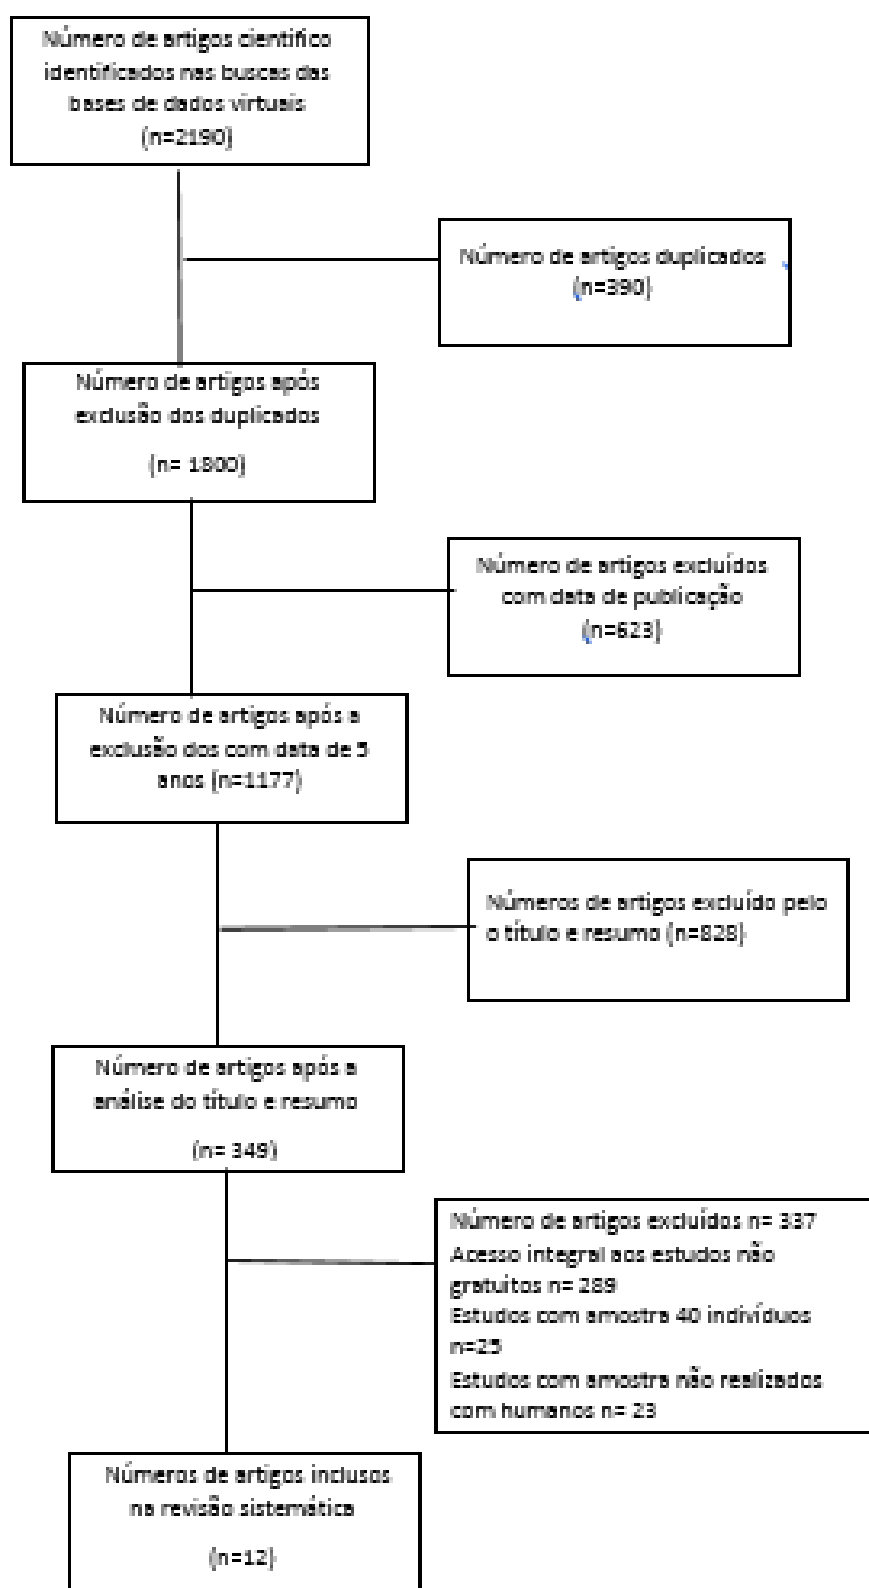 Número de artigos cientifico
identificados nas buscas das
bases de dados virtuais
(n=2190)
Número de artigos duplicados
(n=390)
Número de artigos após
exclusão dos duplicados
(n= 1800)
Número de artigos excluídos
com data de publicação
(n=623)
Número de artigos após a
exclusão dos com data de 5
anos (n=1177)
Números de artigos excluído pelo
o título e resumo (n=828)
Número de artigos após a
análise do título e resumo
(n= 349)
Número de artigos excluídos n= 337
Acesso integral aos estudos não
gratuitos n= 289
Estudos com amostra 40 indivíduos
n=25
Estudos com amostra não realizados
com humanos n= 23
Números de artigos inclusos
na revisão sistemática
(n=12)